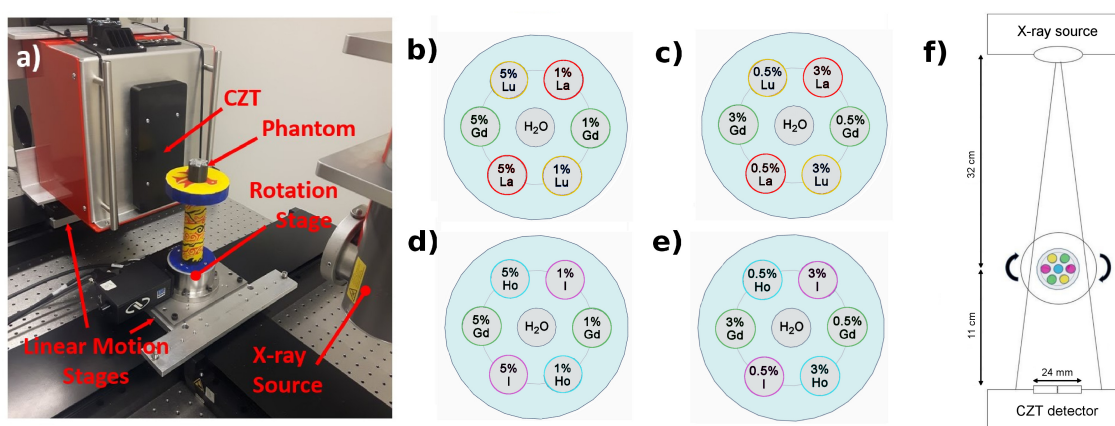 a)
CZT
Phantom
Rotation
Stage
Linear Motion
Stages
X-ray
Source
b)
5%
Lu
1%
La
5%
Gd
H₂O
1%
Gd
5%
La
1%
Lu
c)
0.5%
Lu
3%
La
3%
Gd
H₂O
0.5%
Gd
0.5%
La
3%
Lu
d)
5%
Ho
1%
I
5%
Gd
H₂O
1%
Gd
5%
I
1%
Ho
e)
0.5%
Ho
3%
I
3%
Gd
H₂O
0.5%
Gd
0.5%
I
3%
Ho
f)
X-ray source
32 cm
11 cm
24 mm
CZT detector